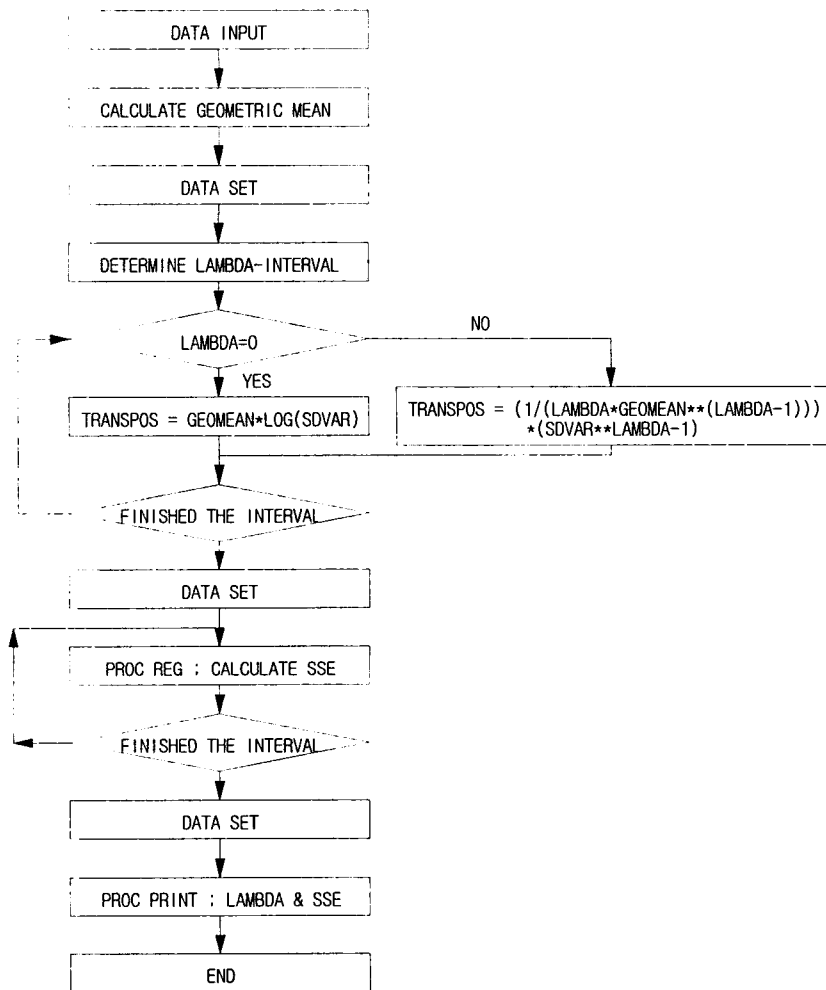 DATA INPUT
CALCULATE GEOMETRIC MEAN
DATA SET
DETERMINE LAMBDA-INTERVAL
LAMBDA=0
NO
YES
TRANSPOS = GEOMEAN*LOG(SDVAR)
TRANSPOS = (1/(LAMBDA*GEOMEAN**(LAMBDA-1)))
*(SDVAR**LAMBDA-1)
FINISHED THE INTERVAL
DATA SET
PROC REG ; CALCULATE SSE
FINISHED THE INTERVAL
DATA SET
PROC PRINT ; LAMBDA & SSE
END